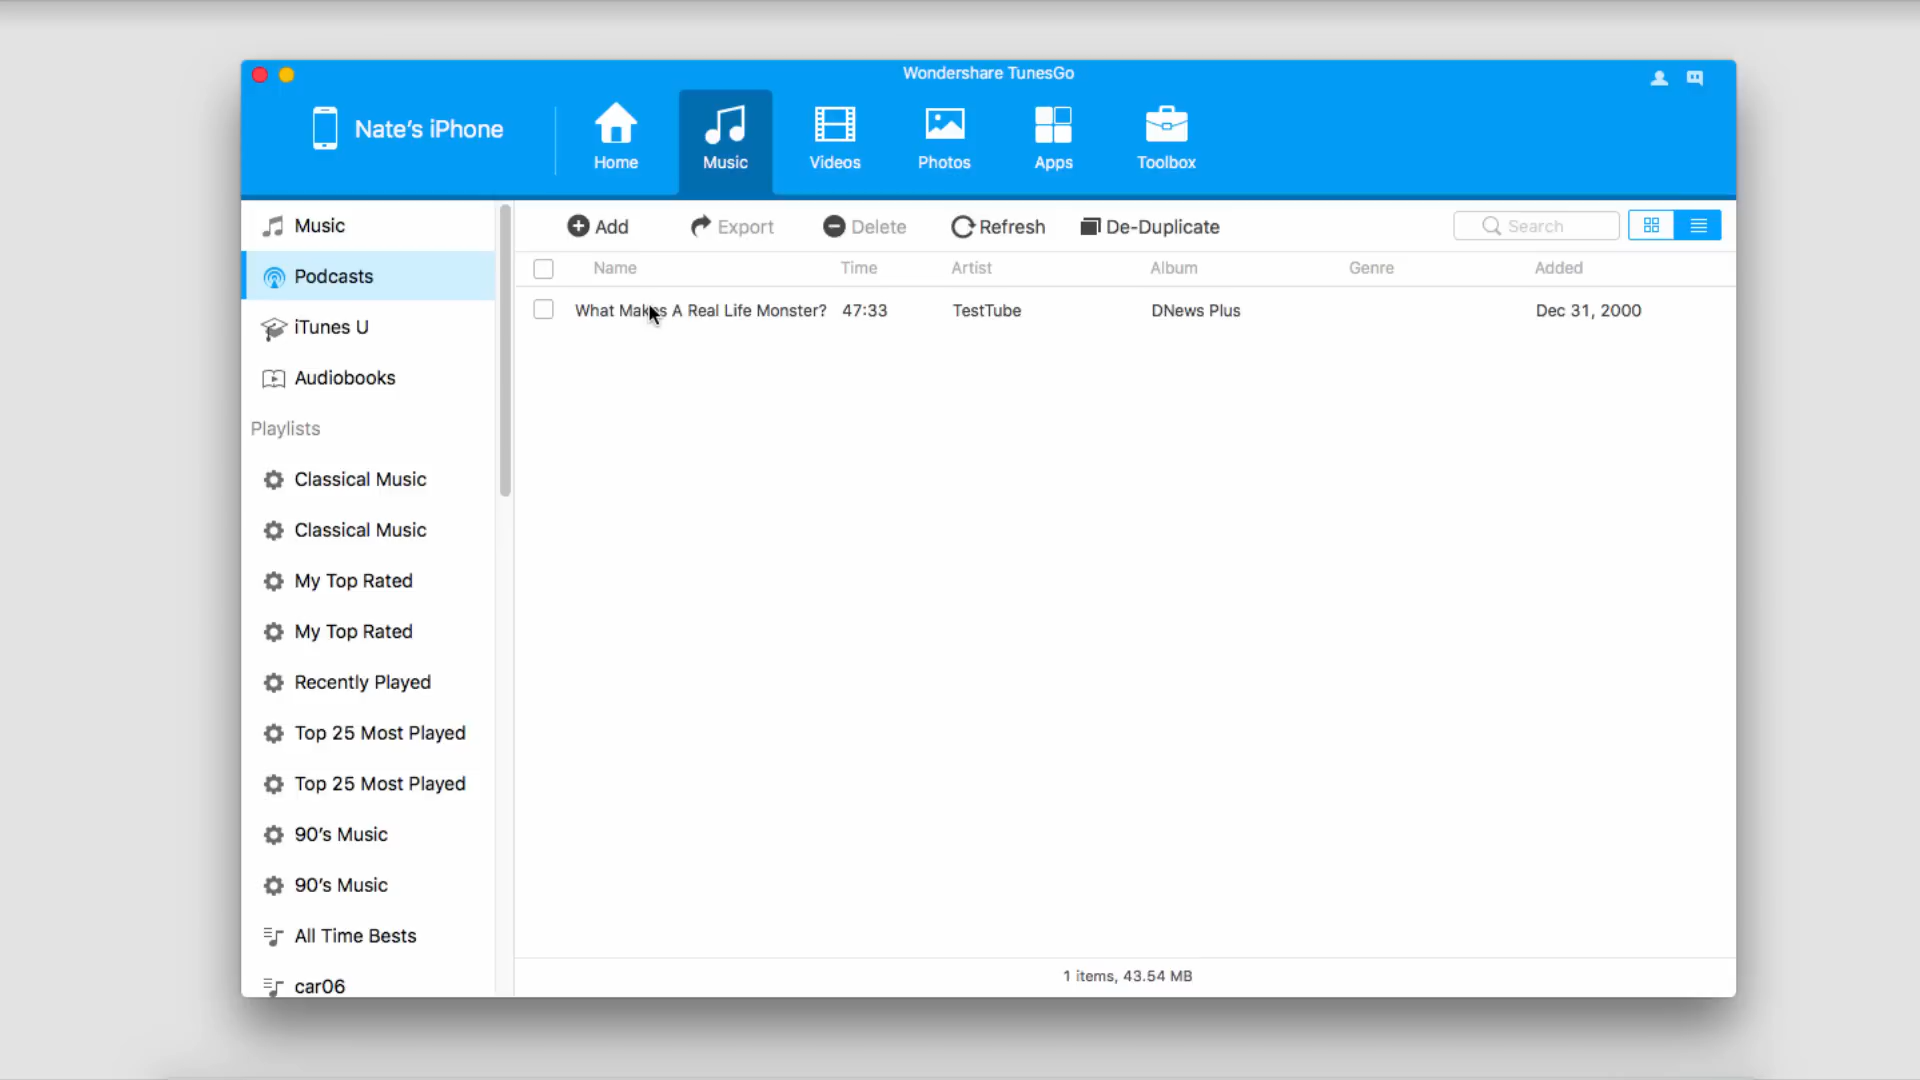 Wondershare TunesGo
Nate's iPhone
Home
Music
Videos
Photos
Apps
Toolbox
Music
Podcasts
iTunes U
Audiobooks
Playlists
Classical Music
Classical Music
My Top Rated
My Top Rated
Recently Played
Top 25 Most Played
Top 25 Most Played
90's Music
90's Music
All Time Bests
car06
Add Export Delete Refresh De-Duplicate Search
Name Time Artist Album Genre Added
What Makes A Real Life Monster? 47:33 TestTube DNews Plus Dec 31, 2000
1 items, 43.54 MB